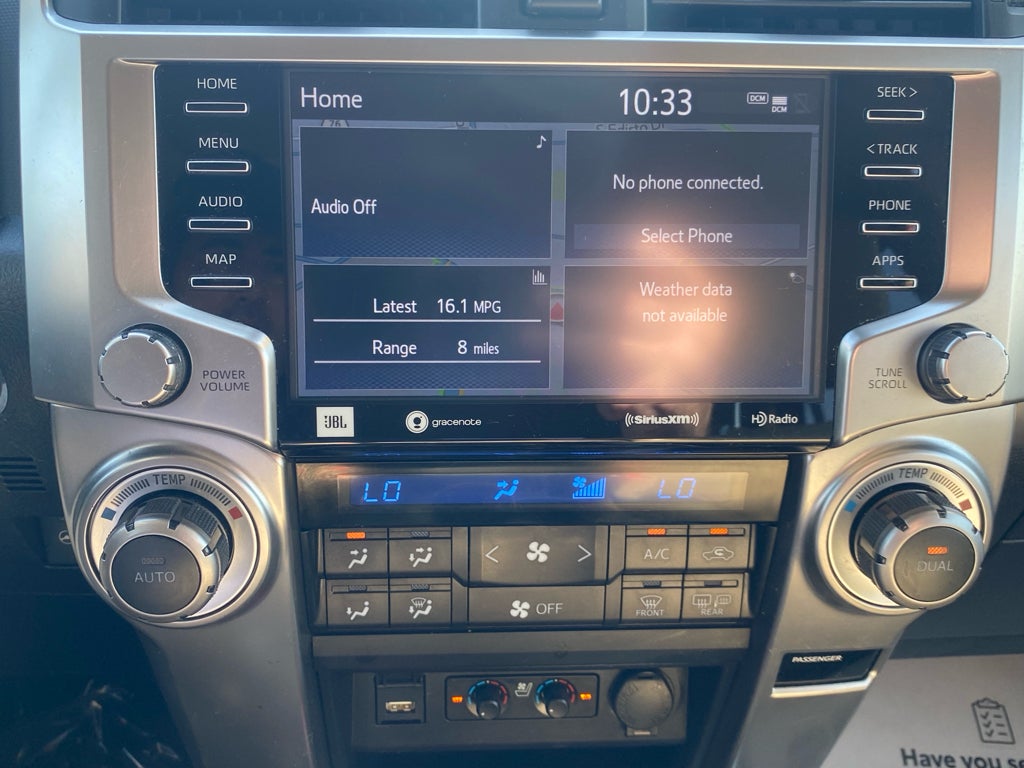 HOME
MENU
AUDIO
MAP
POWER
VOLUME
Home
10:33
DCM
DCM
Audio Off
No phone connected.
Select Phone
Latest 16.1 MPG
Range 8 miles
Weather data
not available
SEEK >
< TRACK
PHONE
APPS
TUNE
SCROLL
JBL
gracenote
((SiriusXM))
HD Radio
TEMP
AUTO
LO
LO
< >
A/C
OFF
FRONT
REAR
TEMP
DUAL
PASSENGER
Have you